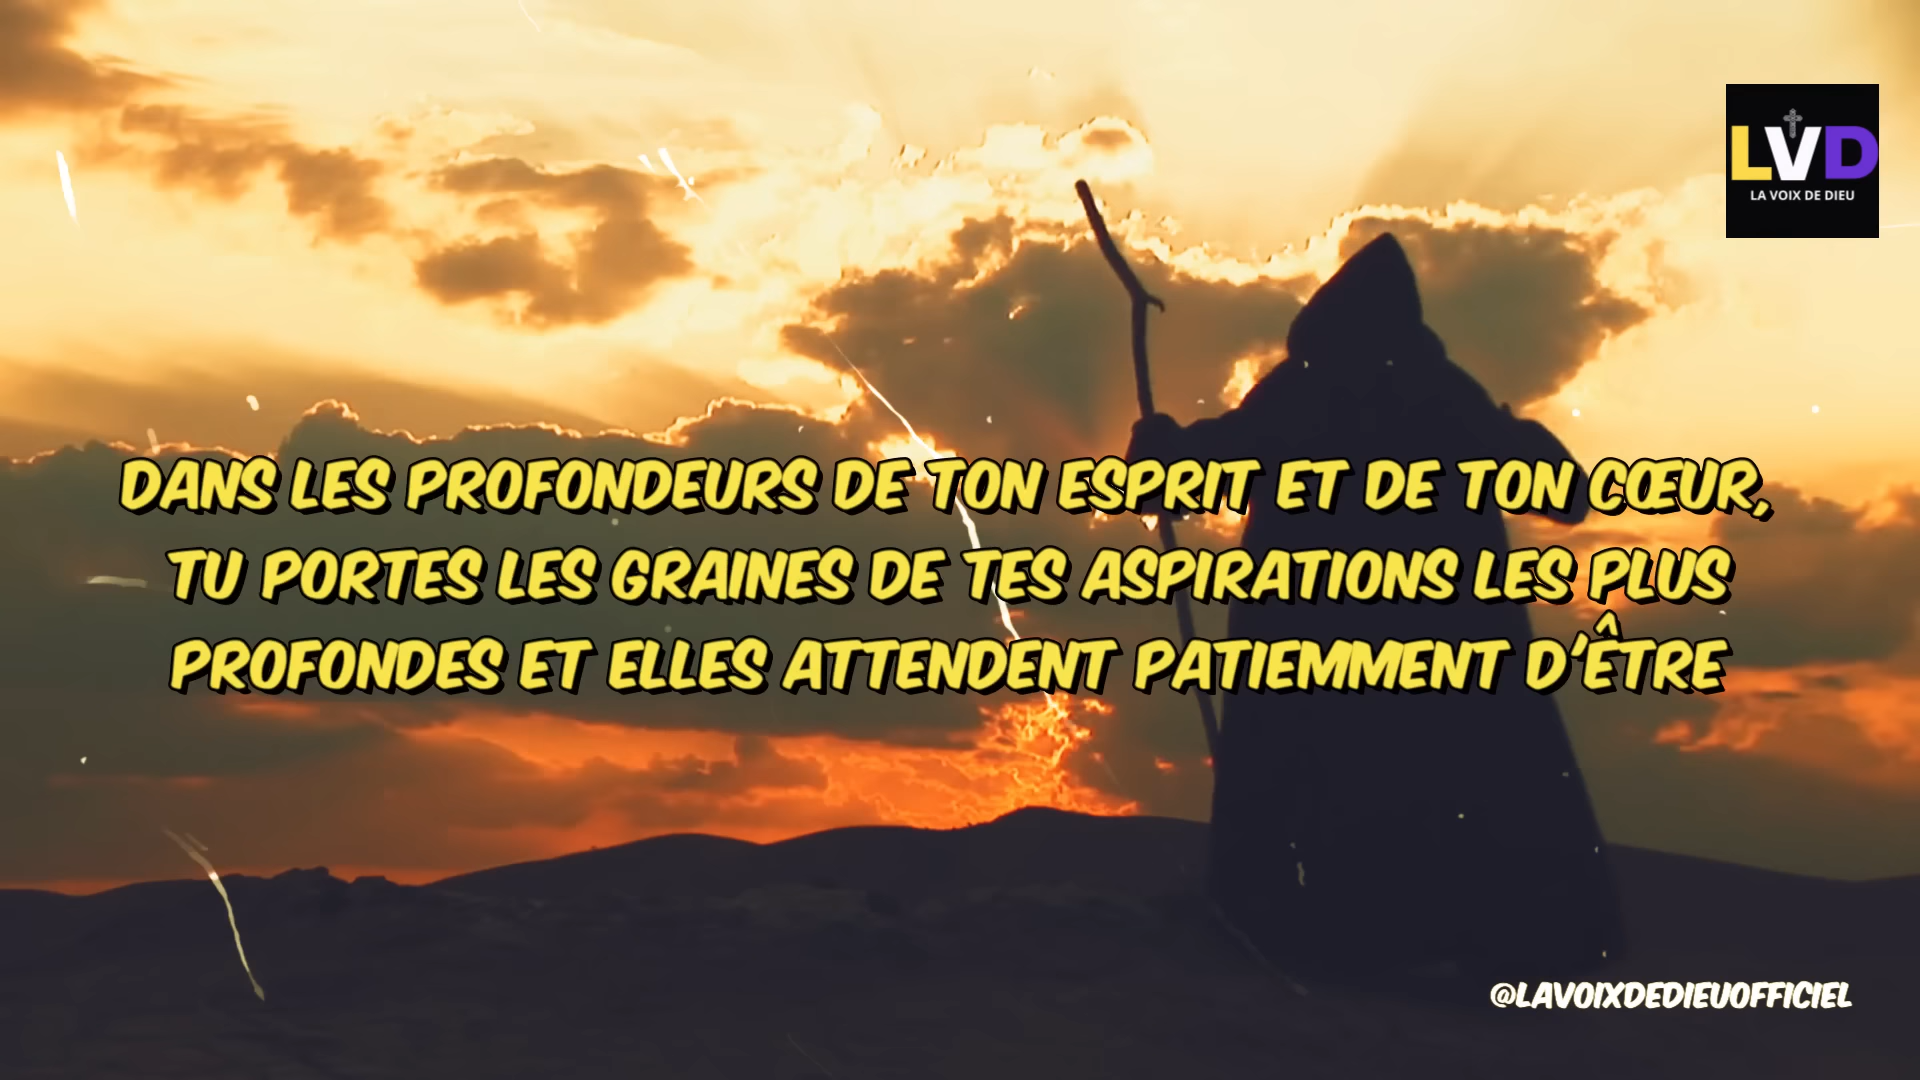 LVD
LA VOIX DE DIEU
DANS LES PROFONDEURS DE TON ESPRIT ET DE TON CŒUR,
TU PORTES LES GRAINES DE TES ASPIRATIONS LES PLUS
PROFONDES ET ELLES ATTENDENT PATIEMMENT D'ÊTRE
@LAVOIXDEDIEUOFFICIEL